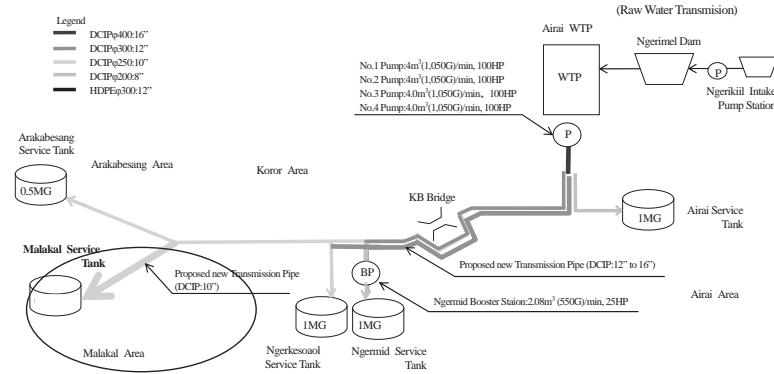 (Raw Water Transmision)
Legend
DCIPφ400:16”
DCIPφ300:12”
DCIPφ250:10”
DCIPφ200:8”
HDPEφ300:12”
Airai WTP
WTP
Ngerimel Dam
P
Ngerikiil Intake
Pump Station
No.1 Pump:4m³(1,050G)/min, 100HP
No.2 Pump:4m³(1,050G)/min, 100HP
No.3 Pump:4.0m³(1,050G)/min、100HP
No.4 Pump:4.0m³(1,050G)/min, 100HP
P
Arakabesang
Service Tank
0.5MG
Arakabesang Area
Koror Area
KB Bridge
1MG
Airai Service
Tank
Malakal Service
Tank
Proposed new Transmission Pipe
(DCIP:10”)
BP
Proposed new Transmission Pipe (DCIP:12” to 16”)
Ngermid Booster Staion:2.08m³ (550G)/min, 25HP
Airai Area
1MG
1MG
Ngerkesoaol
Service Tank
Ngermid Service
Tank
Malakal Area